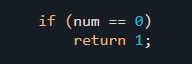 if (num == 0)
    return 1;